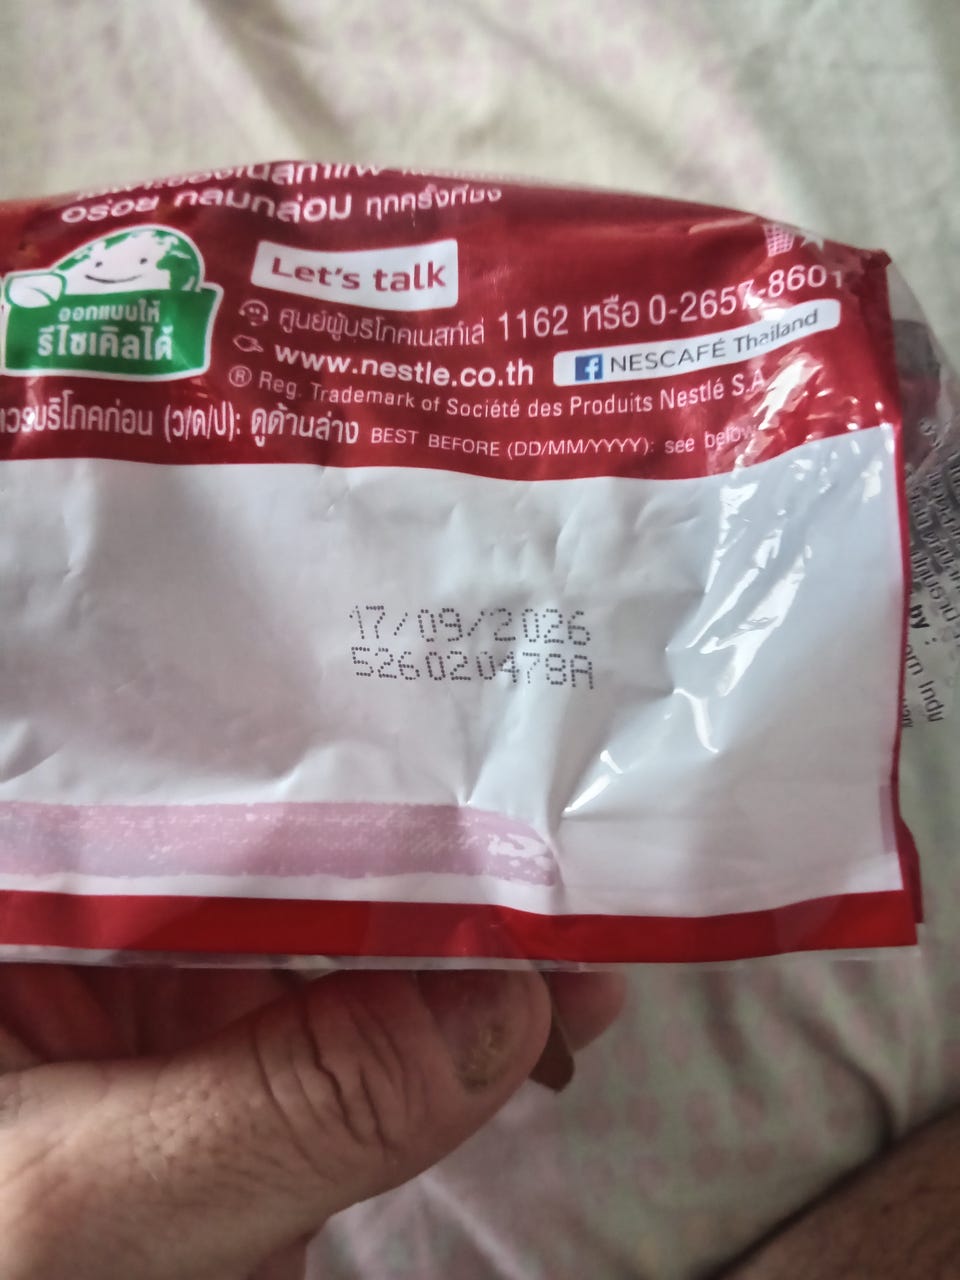 อร่อย กลมกล่อม ทุกครั้งที่ชง
Let's talk
ออกแบบให้
รีไซเคิลได้
ศูนย์ผู้บริโภคเนสท์เล่ 1162 หรือ 0-2657-8601
www.nestle.co.th
NESCAFÉ Thailand
® Reg. Trademark of Société des Produits Nestlé S.A.
ควรบริโภคก่อน (ว/ด/ป): ดูด้านล่าง BEST BEFORE (DD/MM/YYYY): see below
17/09/2026
526020478A
by :